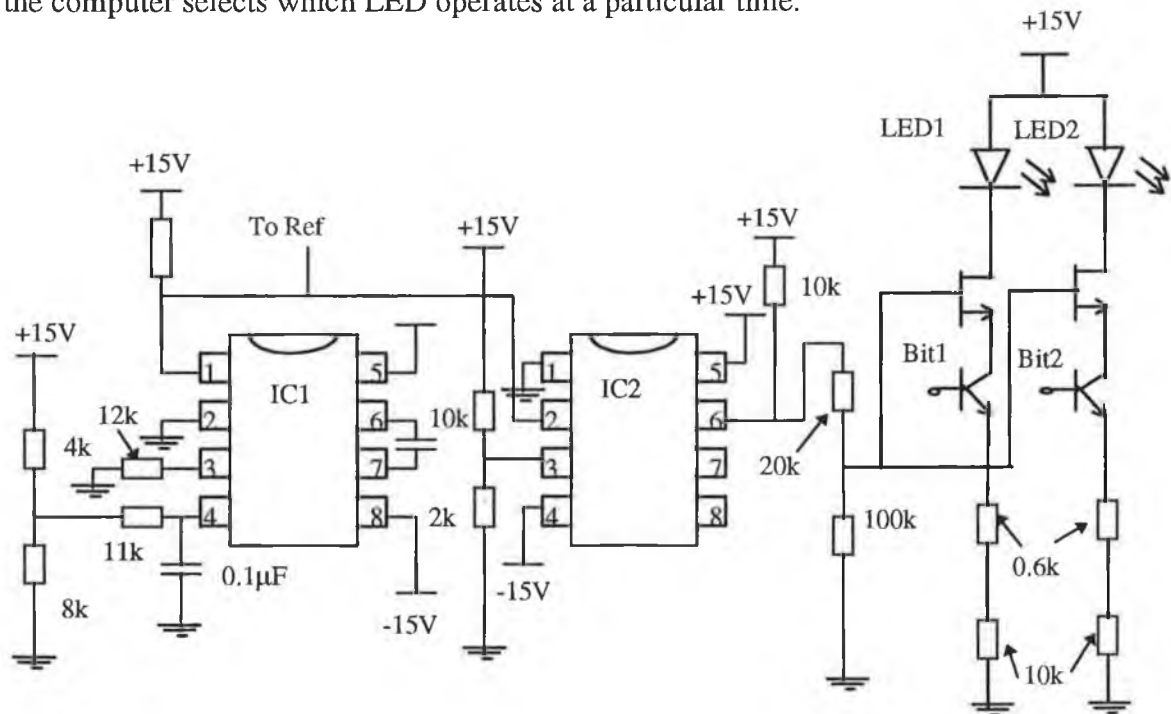 the computer selects which LED operates at a particular time.
+15V
LED1
LED2
+15V
To Ref
+15V
+15V
10k
+15V
+15V
1
5
IC1
2
6
3
7
4
8
12k
4k
11k
0.1μF
8k
-15V
10k
2k
1
5
IC2
2
6
3
7
4
8
-15V
20k
100k
Bit1
Bit2
0.6k
10k